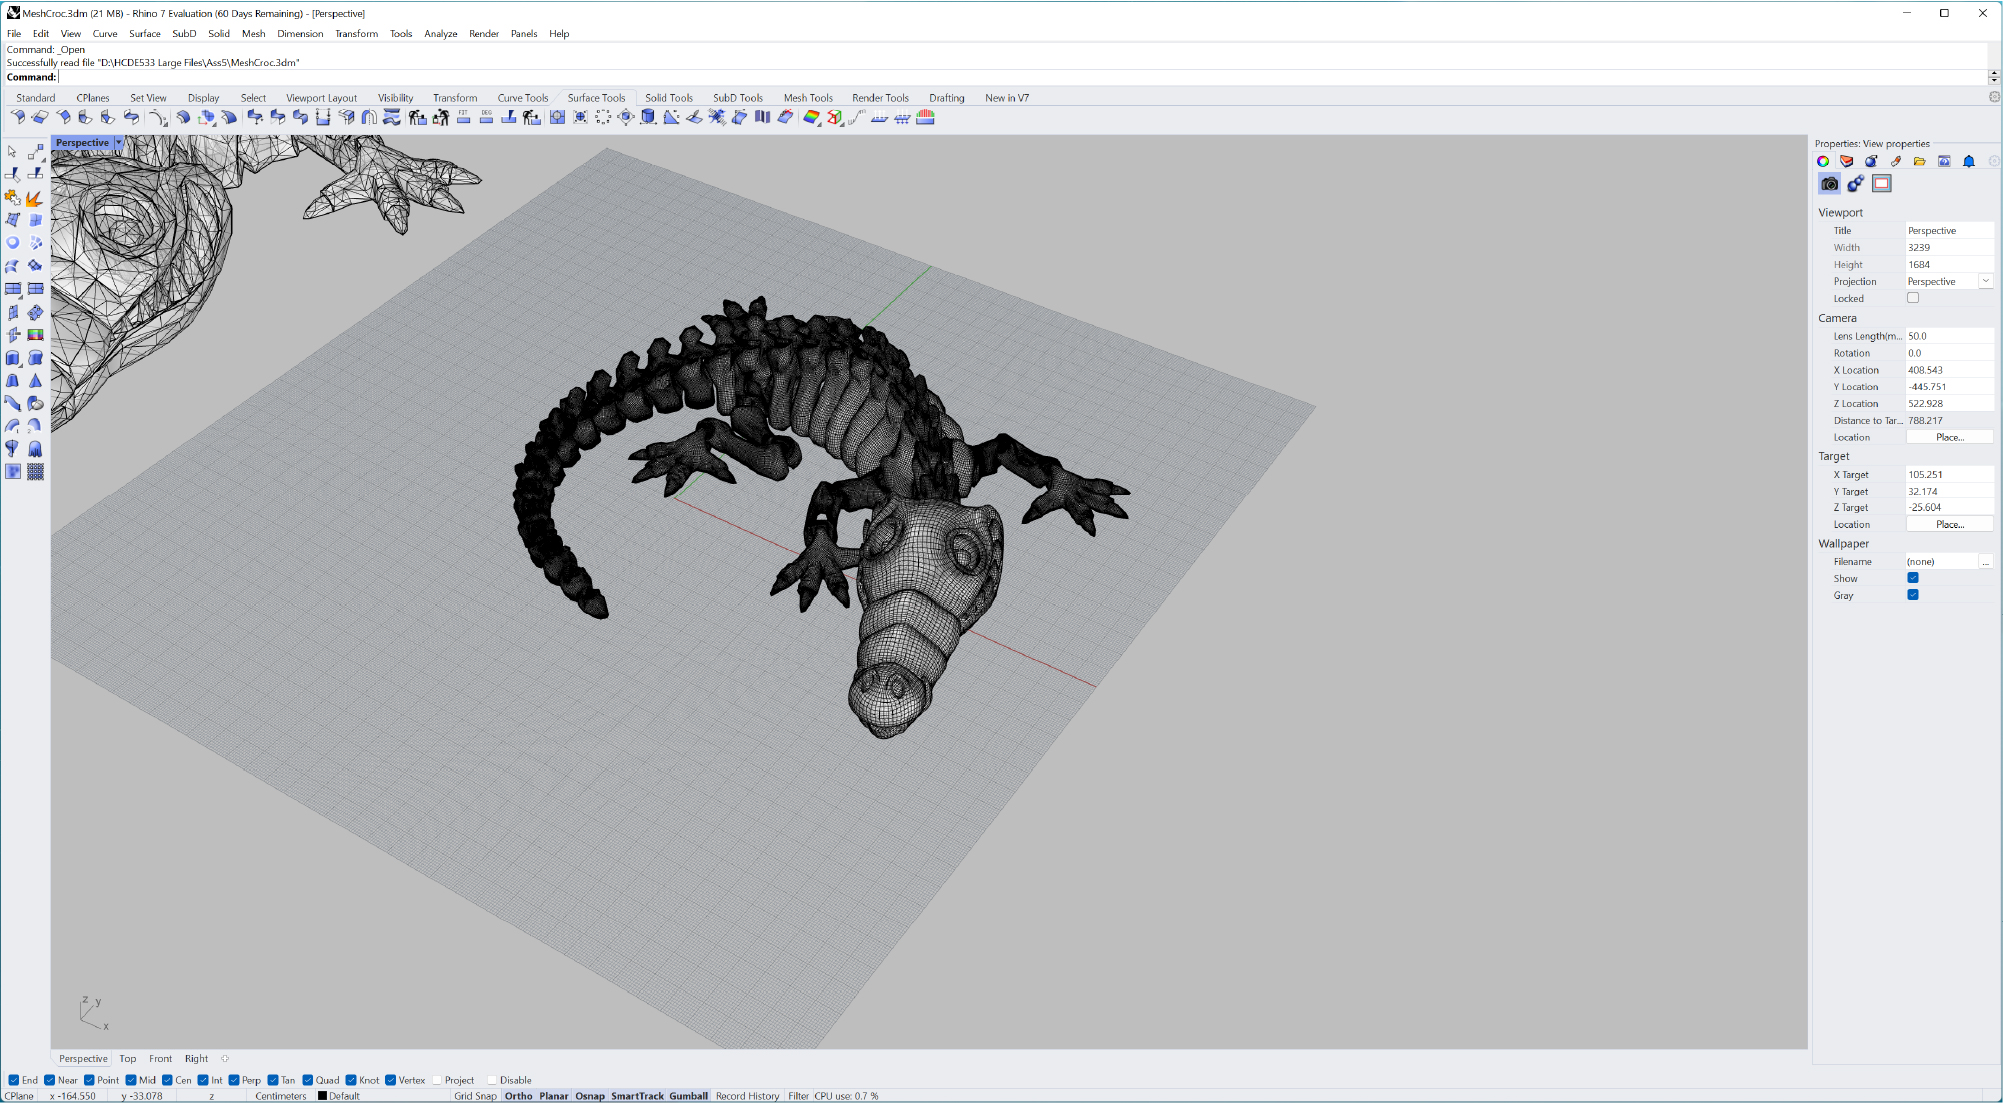 MeshCroc.3dm (21 MB) - Rhino 7 Evaluation (60 Days Remaining) - [Perspective]
File Edit View Curve Surface SubD Solid Mesh Dimension Transform Tools Analyze Render Panels Help
Command: _Open
Successfully read file "D:\HCDE533 Large Files\Ass5\MeshCroc.3dm"
Command:
Standard CPlanes Set View Display Select Viewport Layout Visibility Transform Curve Tools Surface Tools Solid Tools SubD Tools Mesh Tools Render Tools Drafting New in V7
FIT DEG
Perspective
Properties: View properties
Viewport
Title Perspective
Width 3239
Height 1684
Projection Perspective
Locked
Camera
Lens Length(m... 50.0
Rotation 0.0
X Location 408.543
Y Location -445.751
Z Location 522.928
Distance to Tar... 788.217
Location Place...
Target
X Target 105.251
Y Target 32.174
Z Target -25.604
Location Place...
Wallpaper
Filename (none) ...
Show
Gray
z y
x
Perspective Top Front Right
End Near Point Mid Cen Int Perp Tan Quad Knot Vertex Project Disable
CPlane x -164.550 y -33.078 z Centimeters Default Grid Snap Ortho Planar Osnap SmartTrack Gumball Record History Filter CPU use: 0.7 %